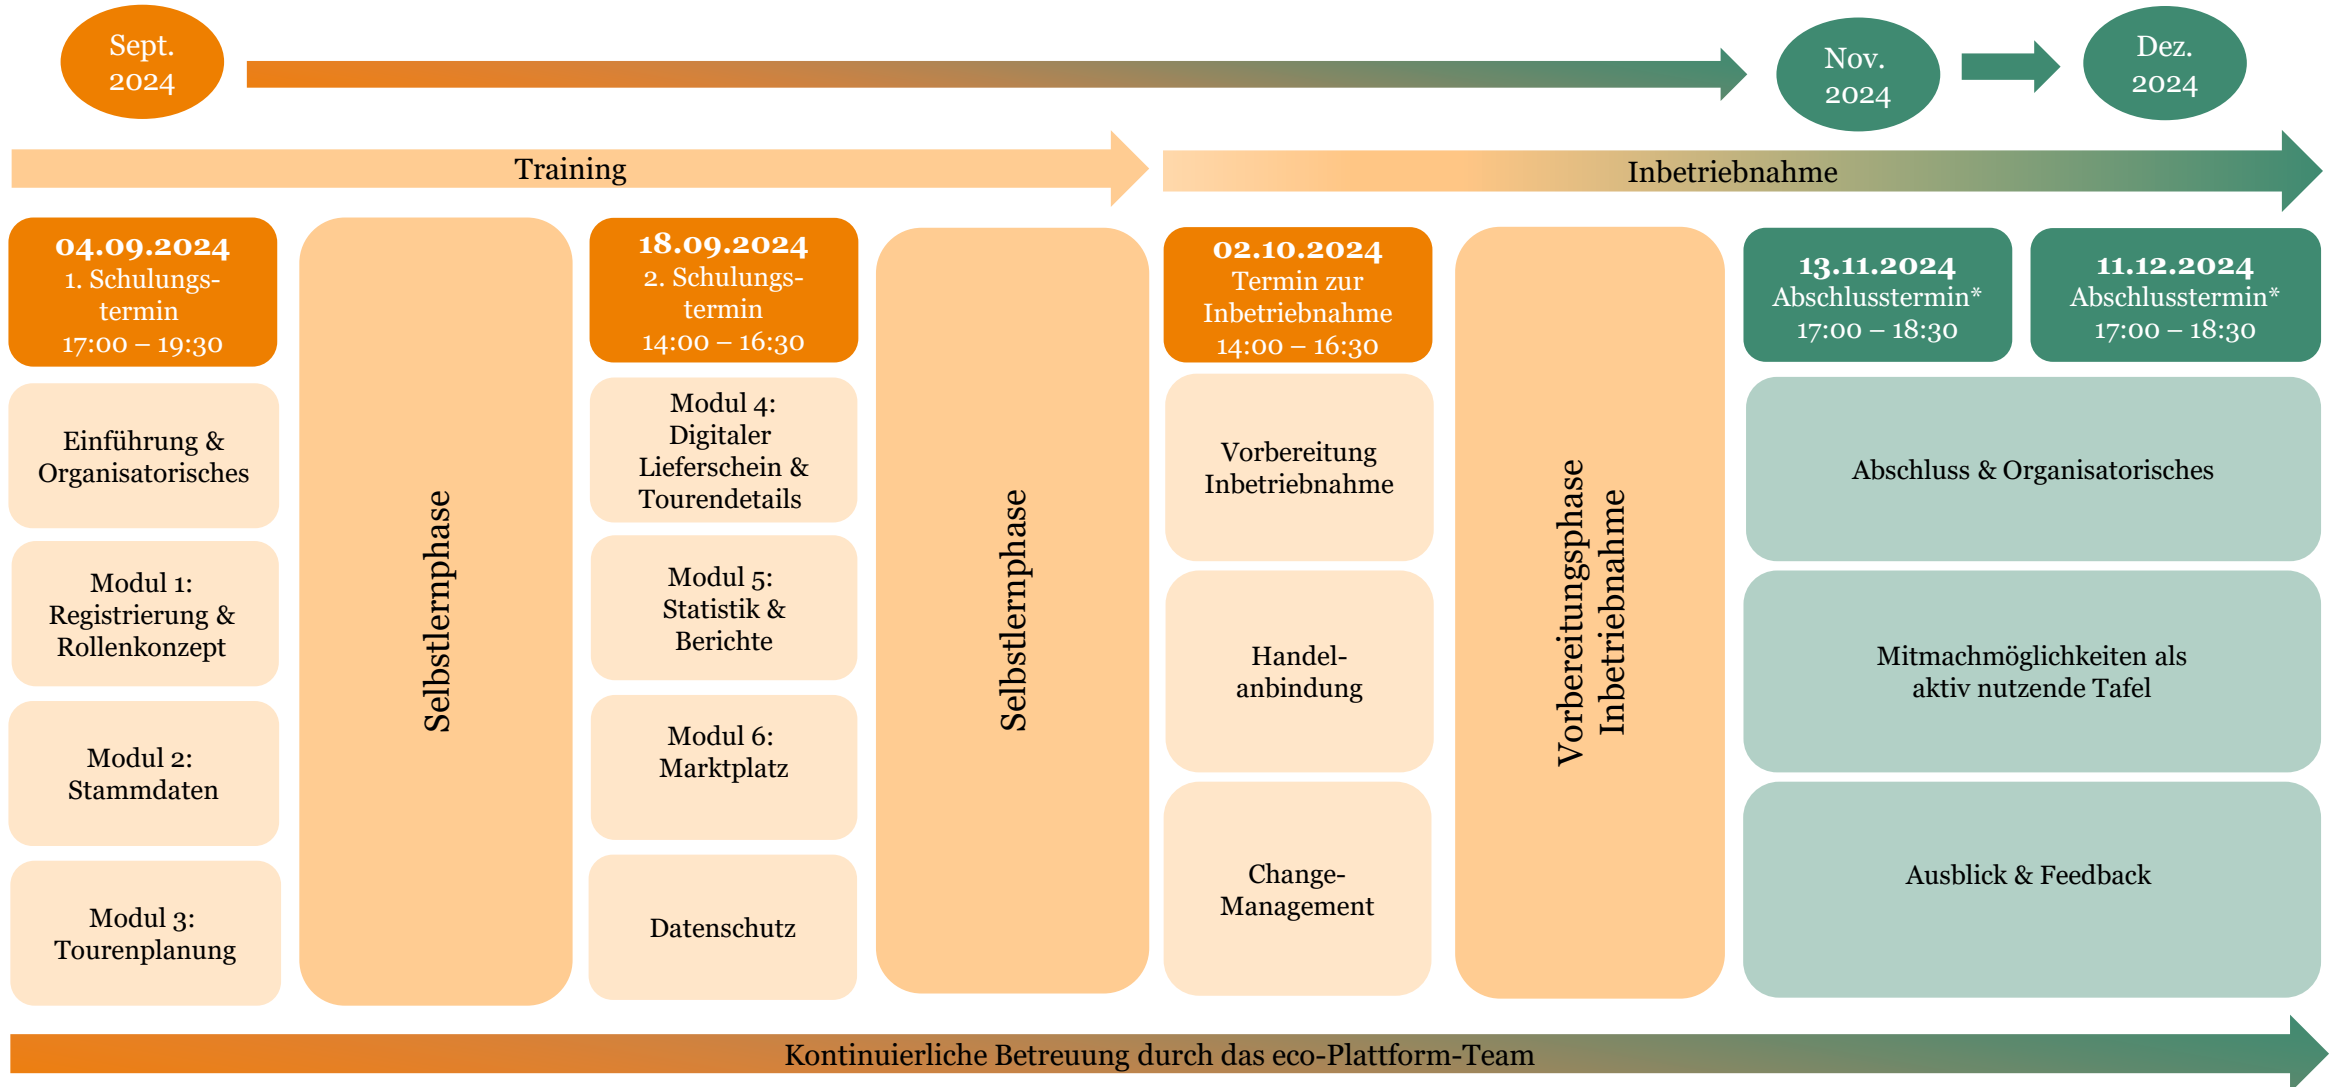 Sept.
2024
Nov.
2024
Dez.
2024
Training
Inbetriebnahme
04.09.2024
1. Schulungs-
termin
17:00 – 19:30
Einführung &
Organisatorisches
Modul 1:
Registrierung &
Rollenkonzept
Modul 2:
Stammdaten
Modul 3:
Tourenplanung
Selbstlernphase
18.09.2024
2. Schulungs-
termin
14:00 – 16:30
Modul 4:
Digitaler
Lieferschein &
Tourendetails
Modul 5:
Statistik &
Berichte
Modul 6:
Marktplatz
Datenschutz
Selbstlernphase
02.10.2024
Termin zur
Inbetriebnahme
14:00 – 16:30
Vorbereitung
Inbetriebnahme
Handel-
anbindung
Change-
Management
Vorbereitungsphase
Inbetriebnahme
13.11.2024
Abschlusstermin*
17:00 – 18:30
11.12.2024
Abschlusstermin*
17:00 – 18:30
Abschluss & Organisatorisches
Mitmachmöglichkeiten als
aktiv nutzende Tafel
Ausblick & Feedback
Kontinuierliche Betreuung durch das eco-Plattform-Team